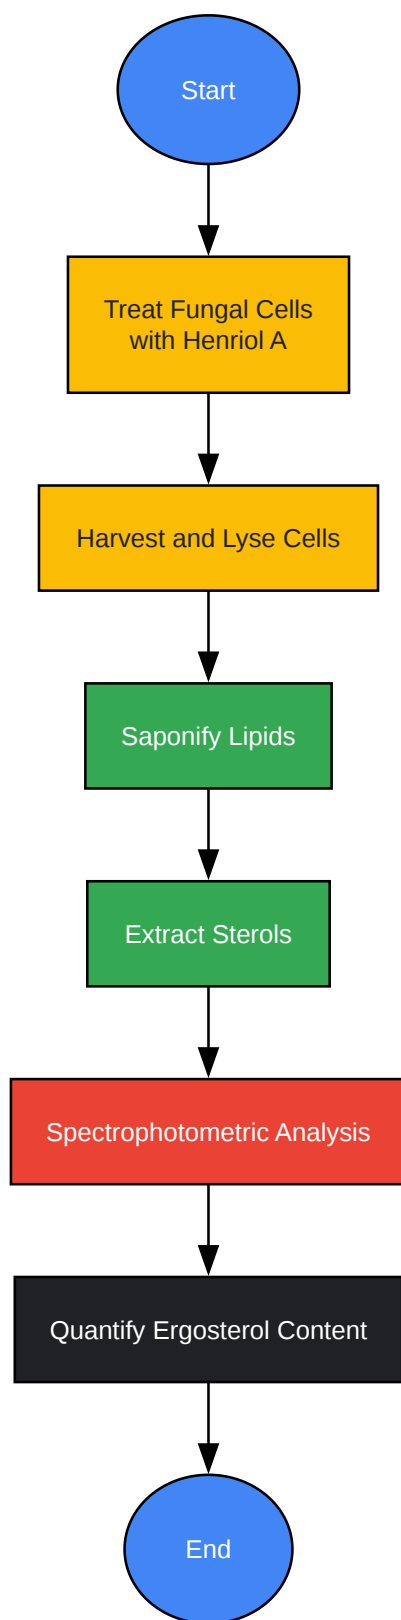 Start
Treat Fungal Cells
with Henriol A
Harvest and Lyse Cells
Saponify Lipids
Extract Sterols
Spectrophotometric Analysis
Quantify Ergosterol Content
End